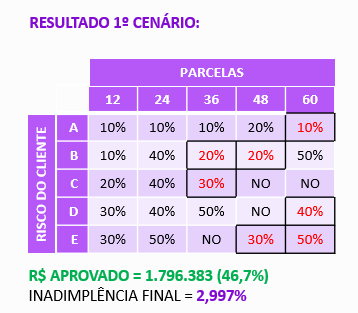 RESULTADO 1º CENÁRIO:
PARCELAS
12 24 36 48 60
RISCO DO CLIENTE
A 10% 10% 10% 20% 10%
B 10% 40% 20% 20% 50%
C 20% 40% 30% NO NO
D 30% 40% 50% NO 40%
E 30% 50% NO 30% 50%
R$ APROVADO = 1.796.383 (46,7%)
INADIMPLÊNCIA FINAL = 2,997%